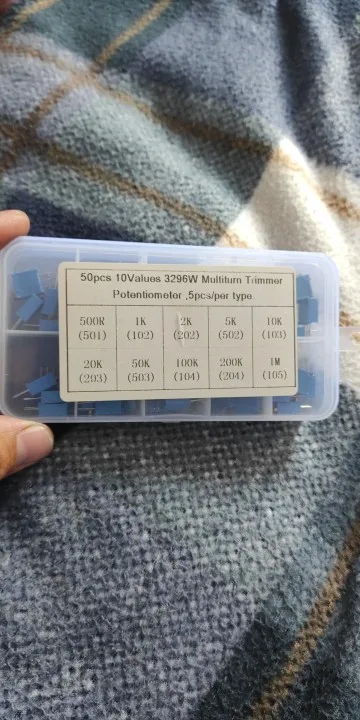 50pcs 10Values 3296W Multiturn Trimmer
Potentiometer ,5pcs/per type
500R 1K 2K 5K 10K
(501) (102) (202) (502) (103)
20K 50K 100K 200K 1M
(203) (503) (104) (204) (105)